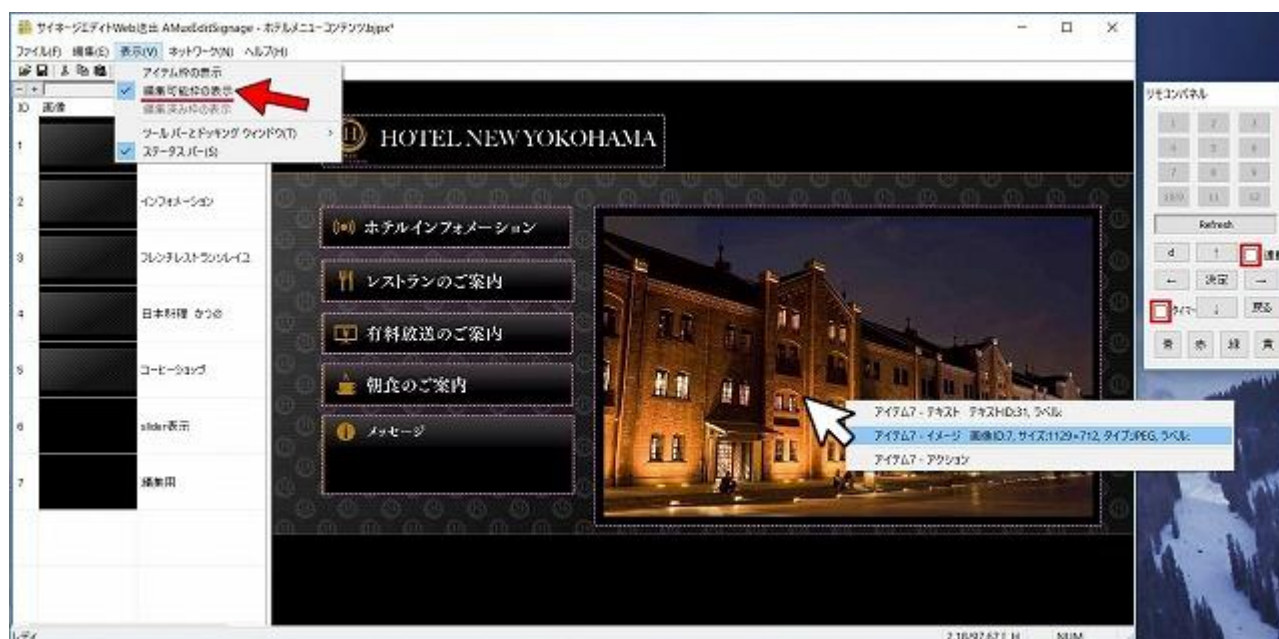 サイネージエディトWeb送出 AMuxEditSignage - ホテルメニューコンテンツ.bjpx*
ファイル(F) 編集(E) 表示(V) ネットワーク(N) ヘルプ(H)
アイテム枠の表示
編集可能枠の表示
編集済み枠の表示
ツール バーとドッキング ウィンドウ(T)
ステータス バー(S)
ID 画像
1
2 インフォメーション
3
4 日本料理 かつの
5 コーヒーショップ
6 slider表示
7 編集用
HOTEL NEW YOKOHAMA
ホテルインフォメーション
レストランのご案内
有料放送のご案内
朝食のご案内
メッセージ
アイテム7 - テキスト テキストID:31, ラベル:
アイテム7 - イメージ 画像ID:7, サイズ:1129×712, タイプ:JPEG, ラベル:
アイテム7 - アクション
リモコンパネル
1 2 3
4 5 6
7 8 9
10/0 11 12
Refresh
d ↑
← 決定 →
タイマー ↓ 戻る
青 赤 緑 黄
レディ
NUM